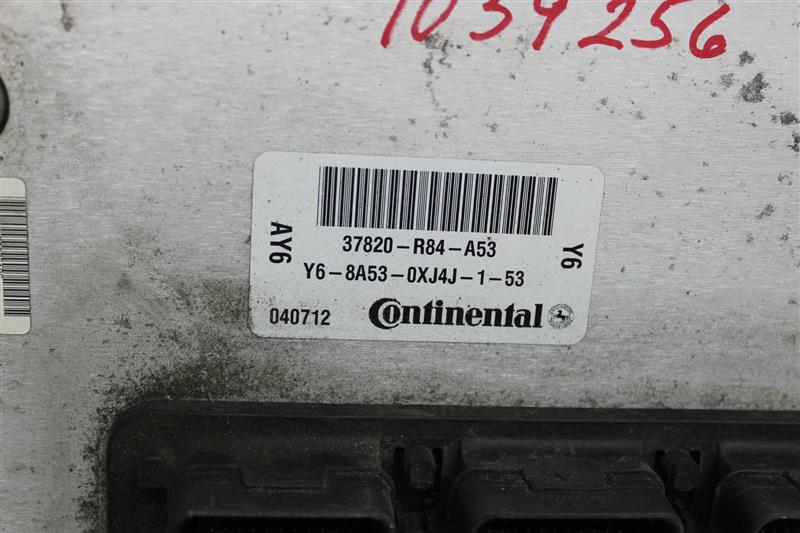 1034256
AY6
37820-R84-A53
Y6
Y6-8A53-0XJ4J-1-53
040712
Continental